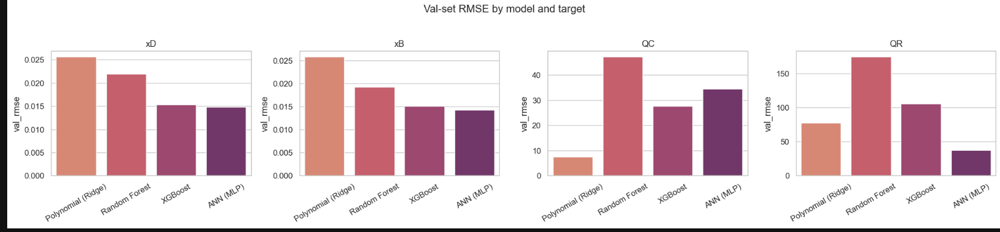 Val-set RMSE by model and target
xD
val_rmse
0.025
0.020
0.015
0.010
0.005
0.000
Polynomial (Ridge)
Random Forest
XGBoost
ANN (MLP)
xB
val_rmse
0.025
0.020
0.015
0.010
0.005
0.000
Polynomial (Ridge)
Random Forest
XGBoost
ANN (MLP)
QC
val_rmse
40
30
20
10
0
Polynomial (Ridge)
Random Forest
XGBoost
ANN (MLP)
QR
val_rmse
150
100
50
0
Polynomial (Ridge)
Random Forest
XGBoost
ANN (MLP)